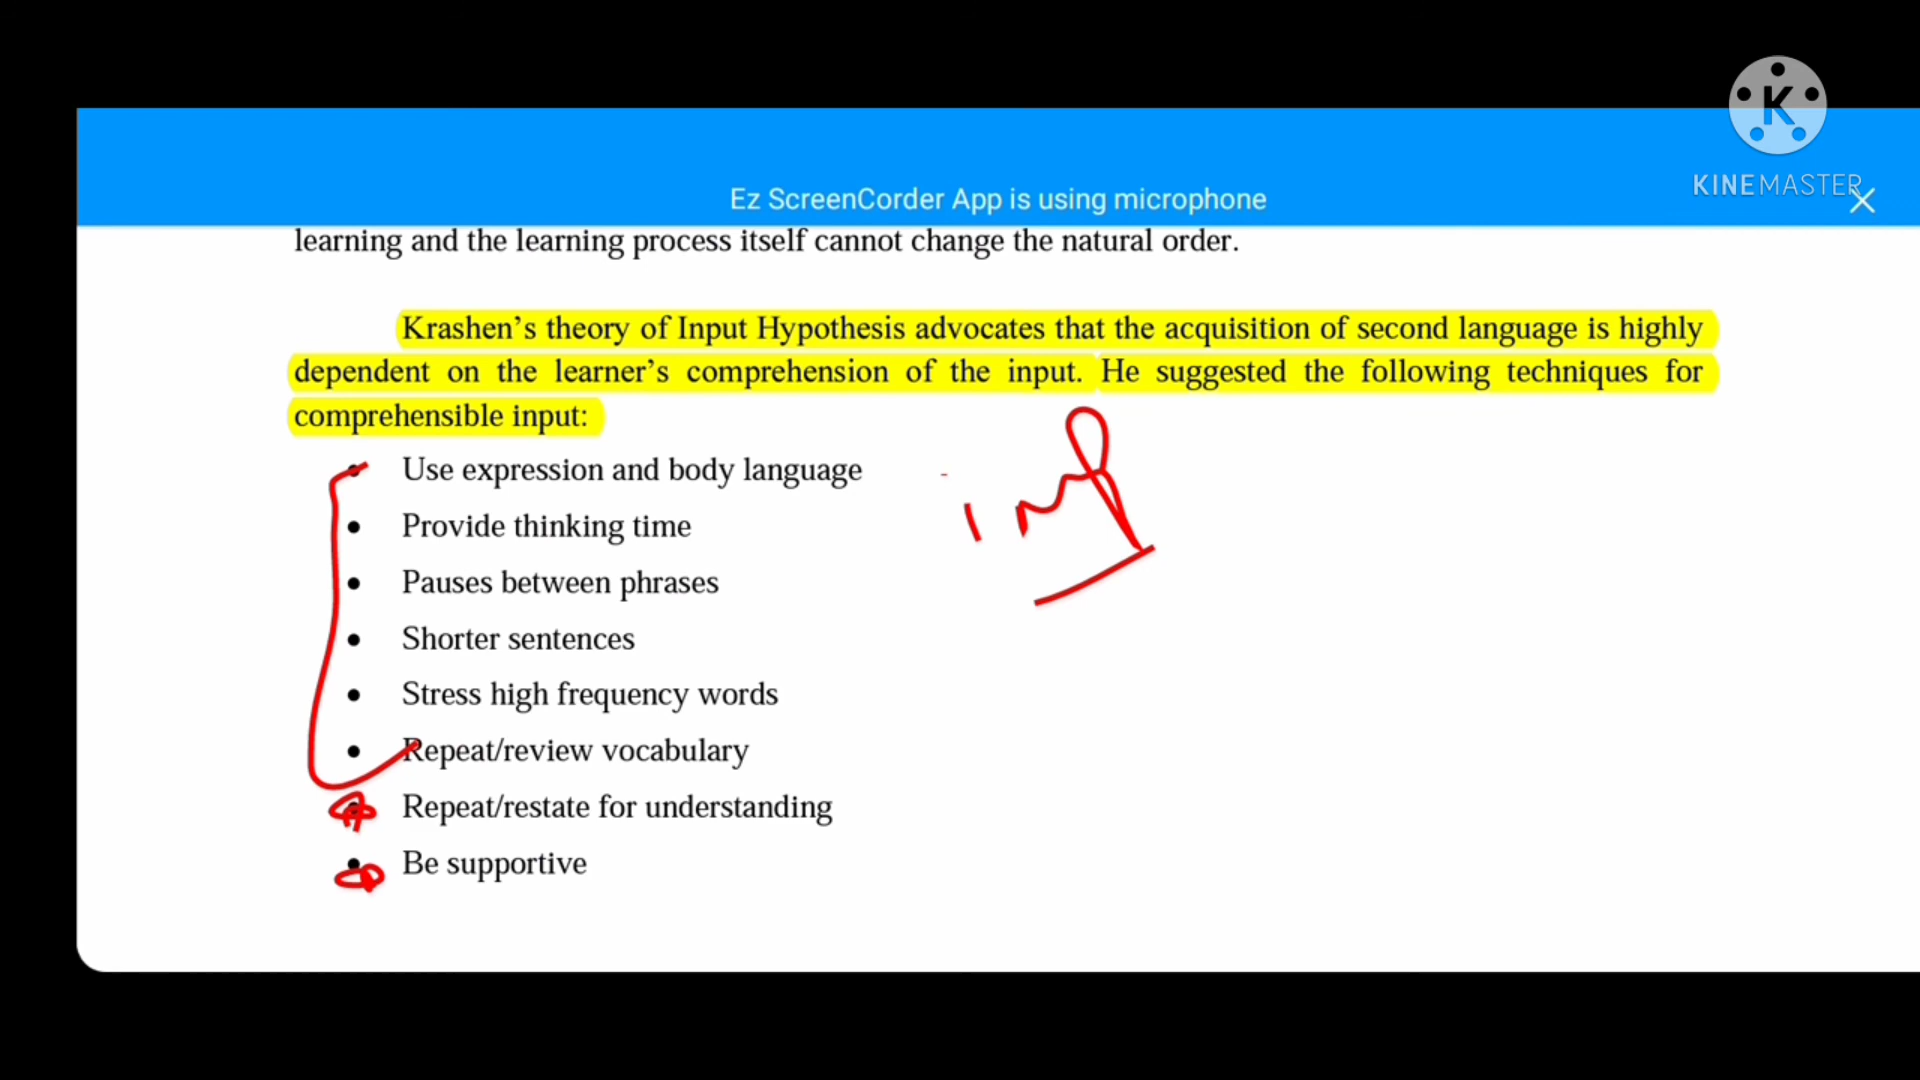 K
KINEMASTER
Ez ScreenCorder App is using microphone
learning and the learning process itself cannot change the natural order.
Krashen’s theory of Input Hypothesis advocates that the acquisition of second language is highly
dependent on the learner’s comprehension of the input. He suggested the following techniques for
comprehensible input:
• Use expression and body language
• Provide thinking time
• Pauses between phrases
• Shorter sentences
• Stress high frequency words
• Repeat/review vocabulary
• Repeat/restate for understanding
• Be supportive
imp